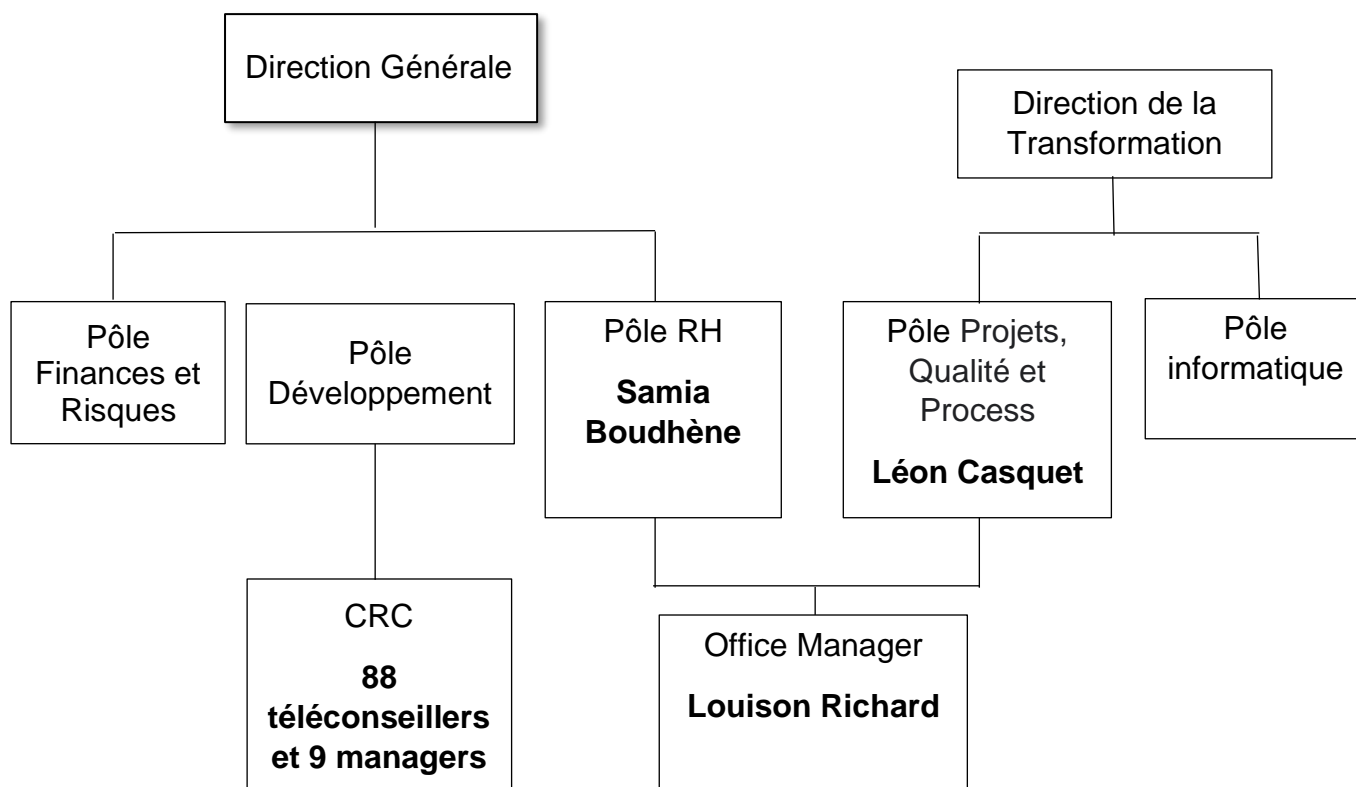 Direction Générale
Direction de la
Transformation
Pôle
Finances et
Risques
Pôle
Développement
Pôle RH
Samia
Boudhène
Pôle Projets,
Qualité et
Process
Léon Casquet
Pôle
informatique
CRC
88
téléconseillers
et 9 managers
Office Manager
Louison Richard